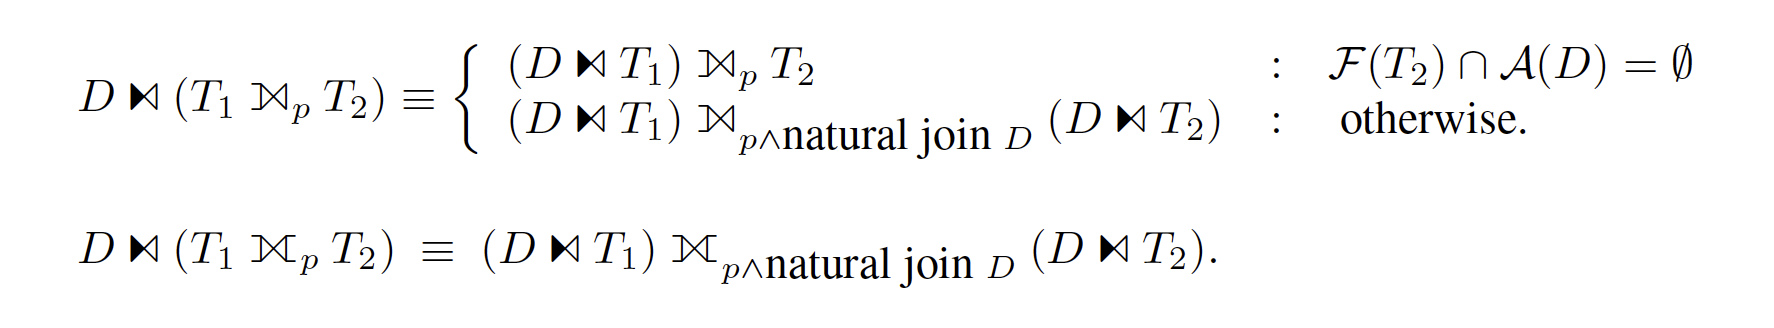 D ⧑ (T₁ ⟕ₚ T₂) ≡ { (D ⧑ T₁) ⟕ₚ T₂ : ℱ(T₂) ∩ 𝒜(D) = ∅
(D ⧑ T₁) ⟕ p∧natural join D (D ⧑ T₂) : otherwise.
D ⧑ (T₁ ⟗ₚ T₂) ≡ (D ⧑ T₁) ⟗ p∧natural join D (D ⧑ T₂).